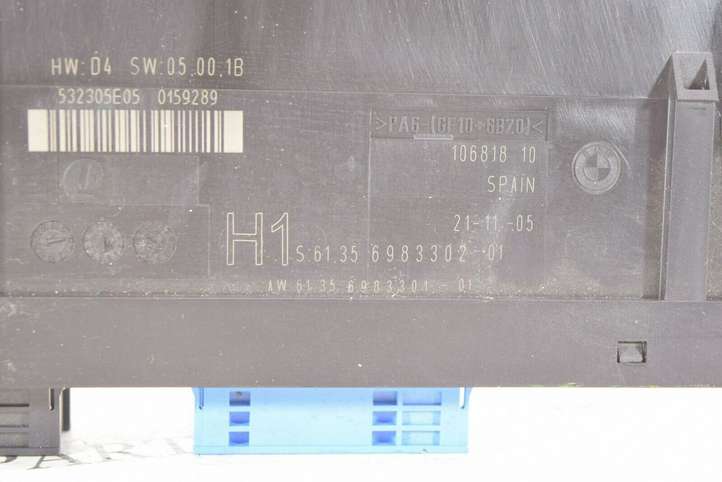 HW:04 SW:05.00.1B
532305E05 0159289
>PA6-(GF10+GB20)<
106818 10
SPAIN
21-11-05
H1 S:61.35 6983302-01
AW 61.35 6983301-01